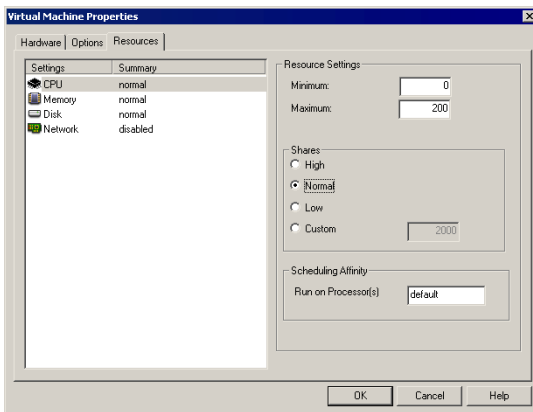 Virtual Machine Properties
Hardware Options Resources
Settings Summary
CPU normal
Memory normal
Disk normal
Network disabled
Resource Settings
Minimum: 0
Maximum: 200
Shares
High
Normal
Low
Custom 2000
Scheduling Affinity
Run on Processor(s) default
OK Cancel Help